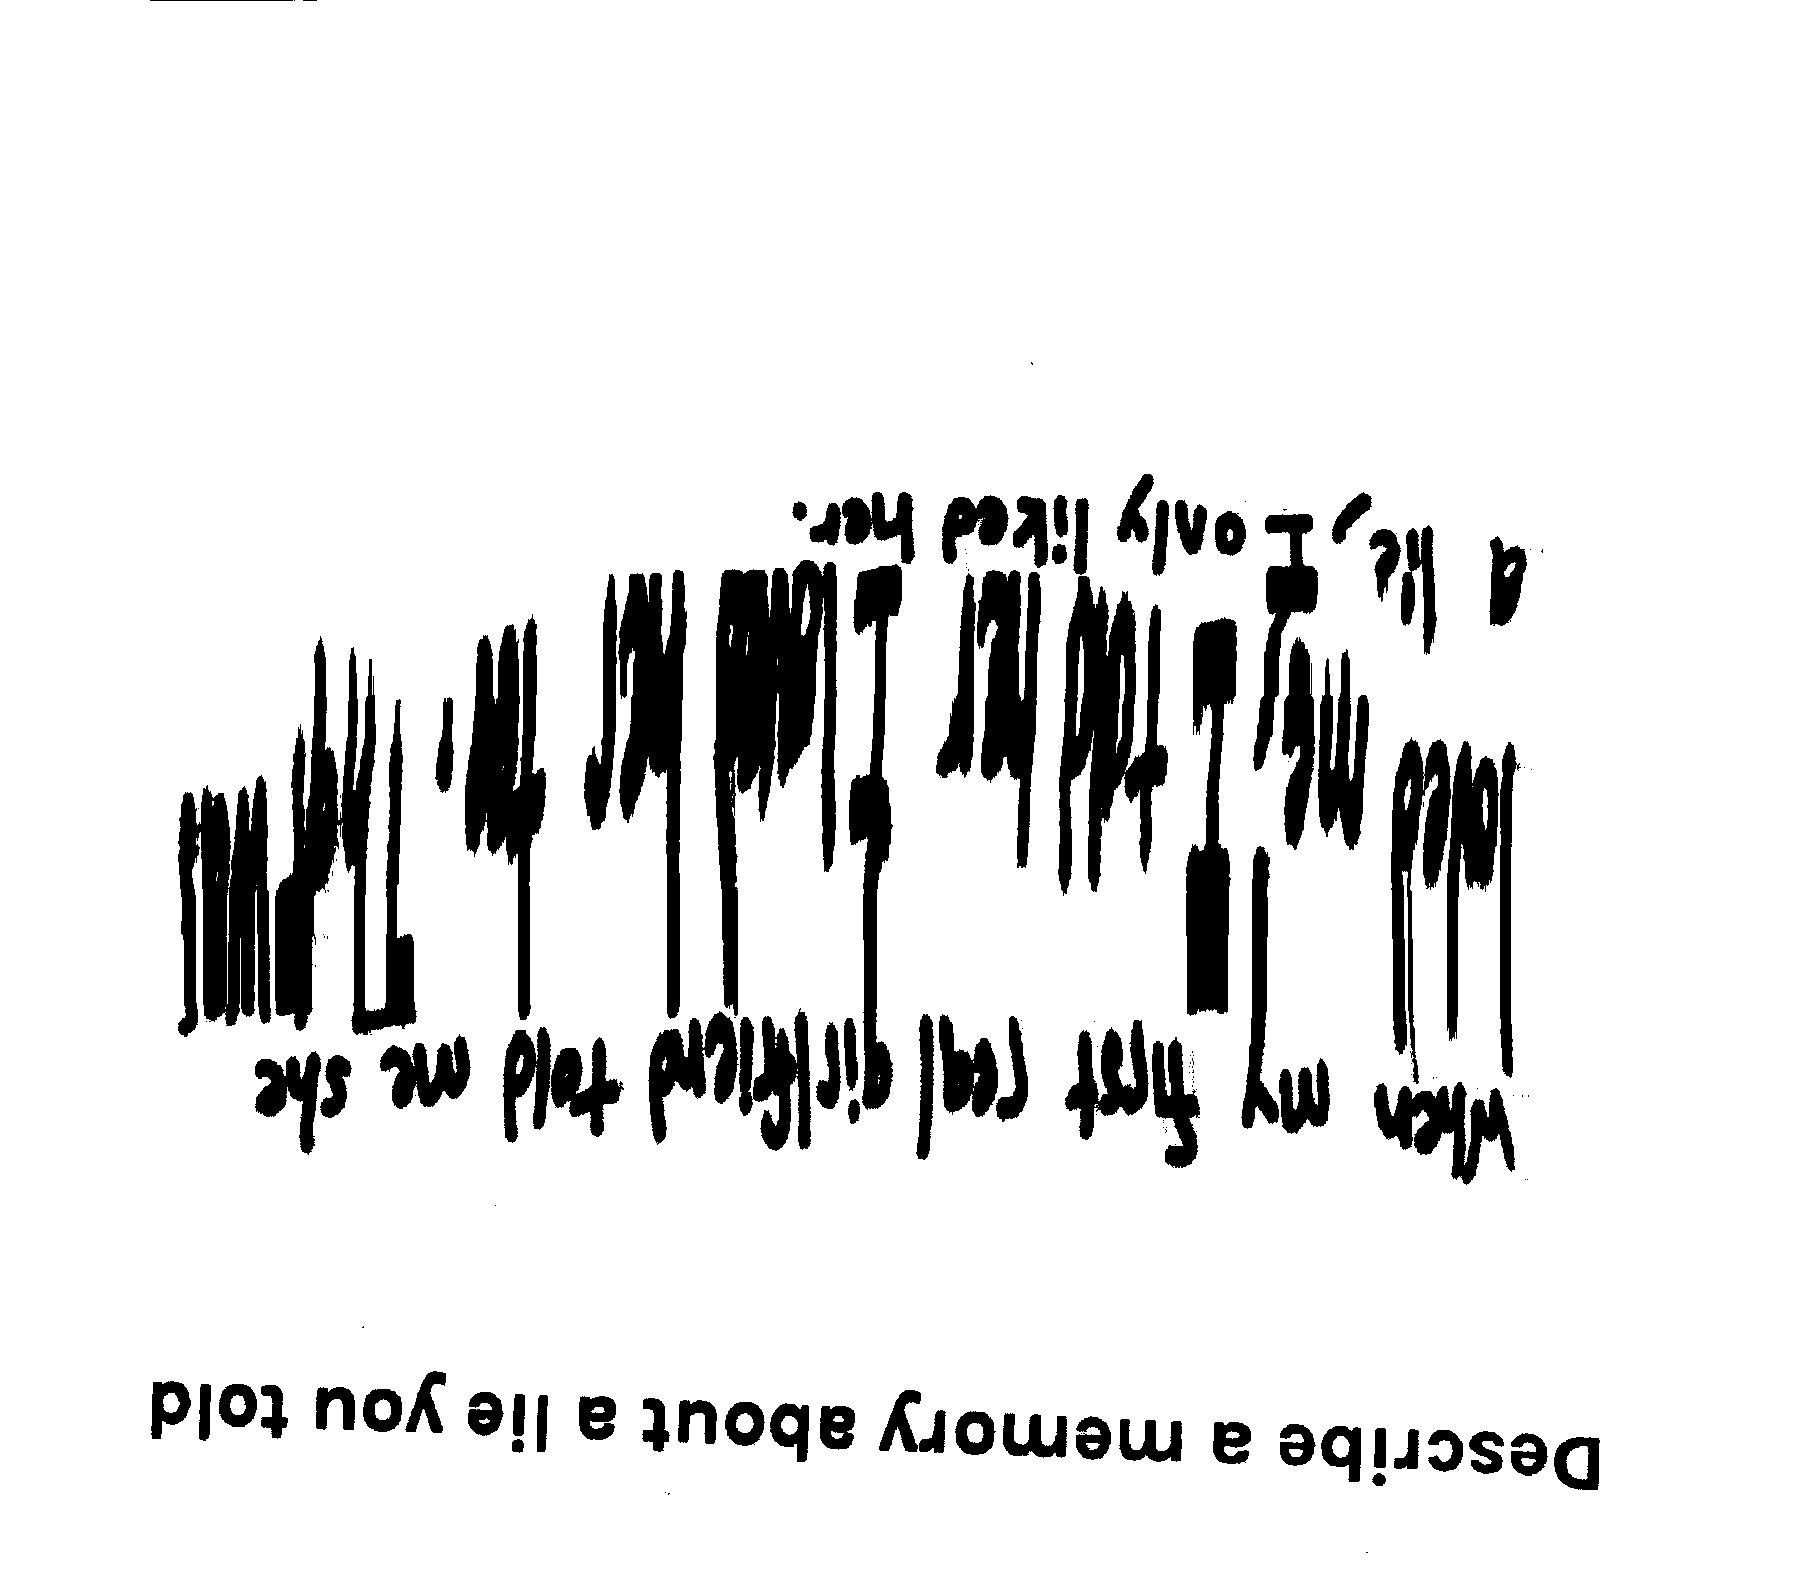 Describe a memory about a lie you told
when my first real girlfriend told me she
loved me, I told her I loved her too. That was
a lie, I only liked her.